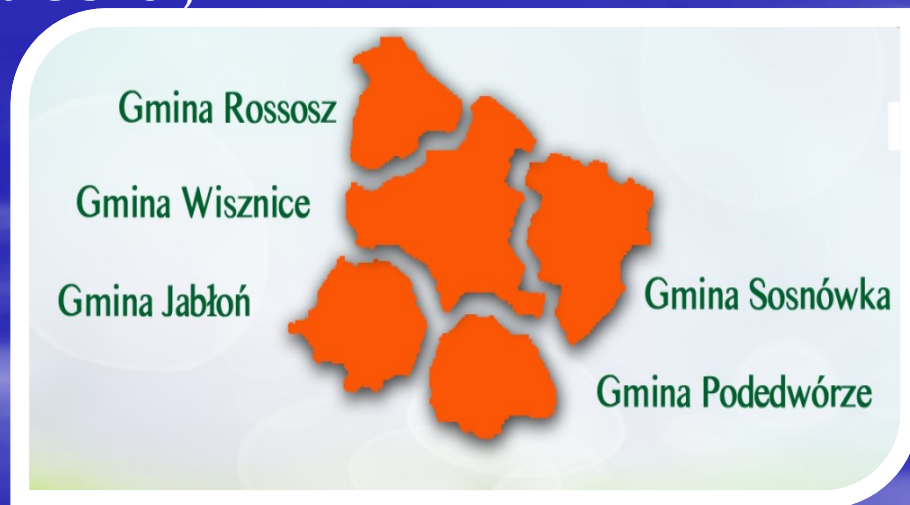 Gmina Rossosz
Gmina Wisznice
Gmina Jabłoń
Gmina Sosnówka
Gmina Podedwórze